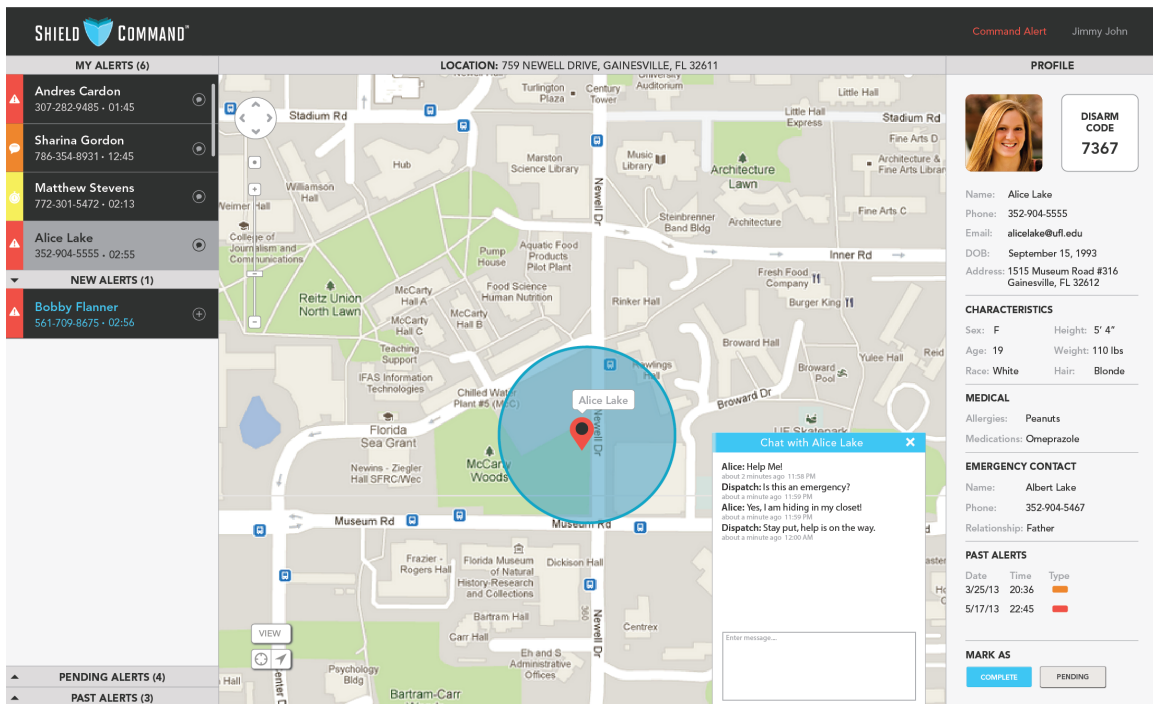 SHIELD COMMAND™
Command Alert
Jimmy John
MY ALERTS (6)
Andres Cardon
307-282-9485 • 01:45
Sharina Gordon
786-354-8931 • 12:45
Matthew Stevens
772-301-5472 • 02:13
Alice Lake
352-904-5555 • 02:55
NEW ALERTS (1)
Bobby Flanner
561-709-8675 • 02:56
PENDING ALERTS (4)
PAST ALERTS (3)
LOCATION: 759 NEWELL DRIVE, GAINESVILLE, FL 32611
Newell Hall
Turlington
Plaza
Century
Tower
University
Auditorium
Little Hall
Stadium Rd
Little Hall
Express
Stadium Rd
Fine Arts D
Hub
Marston
Science Library
Music
Library
Architecture
Lawn
Architecture &
Fine Arts Librar
Williamson
Hall
Weimer Hall
Newell Dr
Steinbrenner
Band Bldg
Architecture
Fine Arts C
College of
Journalism and
Communications
Pump
House
Aquatic Food
Products
Pilot Plant
Inner Rd
Reitz Union
North Lawn
McCarty
Hall A
Food Science
Human Nutrition
Fresh Food
Company
Rinker Hall
Burger King
McCarty
Hall C
McCarty
Hall B
Teaching
Support
Broward Hall
Yulee Hall
Reid
IFAS Information
Technologies
Rawlings
Hall
Broward
Pool
Chilled Water
Plant #5 (McC)
Alice Lake
Broward Dr
Newell Dr
Florida
Sea Grant
UF Skatepark
McCarty
Woods
Newins - Ziegler
Hall SFRC/Wec
Museum Rd
Museum Rd
Frazier -
Rogers Hall
Florida Museum
of Natural
History-Research
and Collections
Dickison Hall
Bartram Hall
Carr Hall
Newell Dr
Centrex
VIEW
Eh and S
Administrative
Offices
Psychology
Bldg
Hall
Bartram-Carr
Chat with Alice Lake
Alice: Help Me!
about 2 minutes ago 11:58 PM
Dispatch: Is this an emergency?
about a minute ago 11:59 PM
Alice: Yes, I am hiding in my closet!
about a minute ago 11:59 PM
Dispatch: Stay put, help is on the way.
about a minute ago 12:00 AM
Enter message...
PROFILE
DISARM
CODE
7367
Name: Alice Lake
Phone: 352-904-5555
Email: alicelake@ufl.edu
DOB: September 15, 1993
Address: 1515 Museum Road #316
Gainesville, FL 32612
CHARACTERISTICS
Sex: F Height: 5' 4"
Age: 19 Weight: 110 lbs
Race: White Hair: Blonde
MEDICAL
Allergies: Peanuts
Medications: Omeprazole
EMERGENCY CONTACT
Name: Albert Lake
Phone: 352-904-5467
Relationship: Father
PAST ALERTS
Date Time Type
3/25/13 20:36
5/17/13 22:45
MARK AS
COMPLETE
PENDING